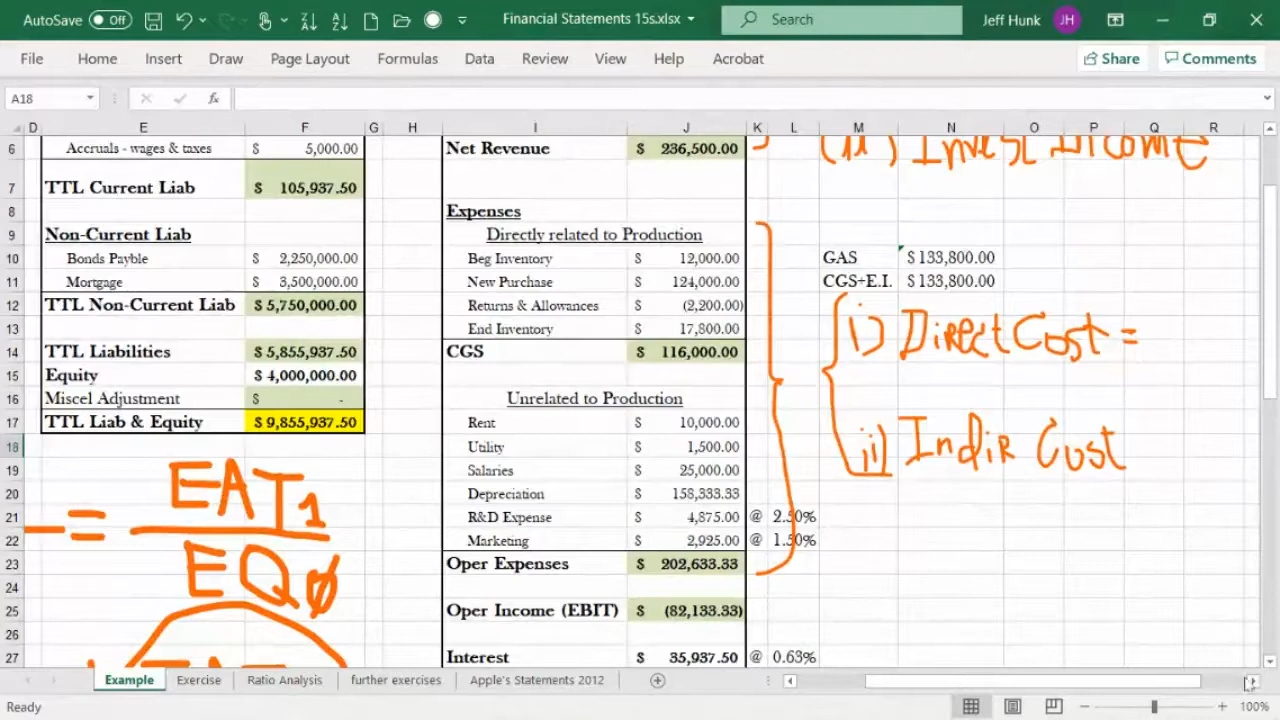 AutoSave Off Financial Statements 15s.xlsx Search Jeff Hunk JH
File Home Insert Draw Page Layout Formulas Data Review View Help Acrobat Share Comments
A18 fx
D E F G H I J K L M N O P Q R
6 Accruals - wages & taxes $ 5,000.00 Net Revenue $ 236,500.00 (ii) Invest Income
7 TTL Current Liab $ 105,937.50
8 Expenses
9 Non-Current Liab Directly related to Production
10 Bonds Payble $ 2,250,000.00 Beg Inventory $ 12,000.00 GAS $ 133,800.00
11 Mortgage $ 3,500,000.00 New Purchase $ 124,000.00 CGS+E.I. $ 133,800.00
12 TTL Non-Current Liab $ 5,750,000.00 Returns & Allowances $ (2,200.00)
13 End Inventory $ 17,800.00 i) Direct Cost =
14 TTL Liabilities $ 5,855,937.50 CGS $ 116,000.00
15 Equity $ 4,000,000.00
16 Miscel Adjustment $ - Unrelated to Production
17 TTL Liab & Equity $ 9,855,937.50 Rent $ 10,000.00
18 Utility $ 1,500.00 ii) Indir Cost
19 Salaries $ 25,000.00
20 Depreciation $ 158,333.33
21 R&D Expense $ 4,875.00 @ 2.50%
22 Marketing $ 2,925.00 @ 1.50%
23 Oper Expenses $ 202,633.33
24
25 Oper Income (EBIT) $ (82,133.33)
26
27 Interest $ 35,937.50 @ 0.63%
= EAT1
EQ0
Example Exercise Ratio Analysis further exercises Apple's Statements 2012
Ready 100%